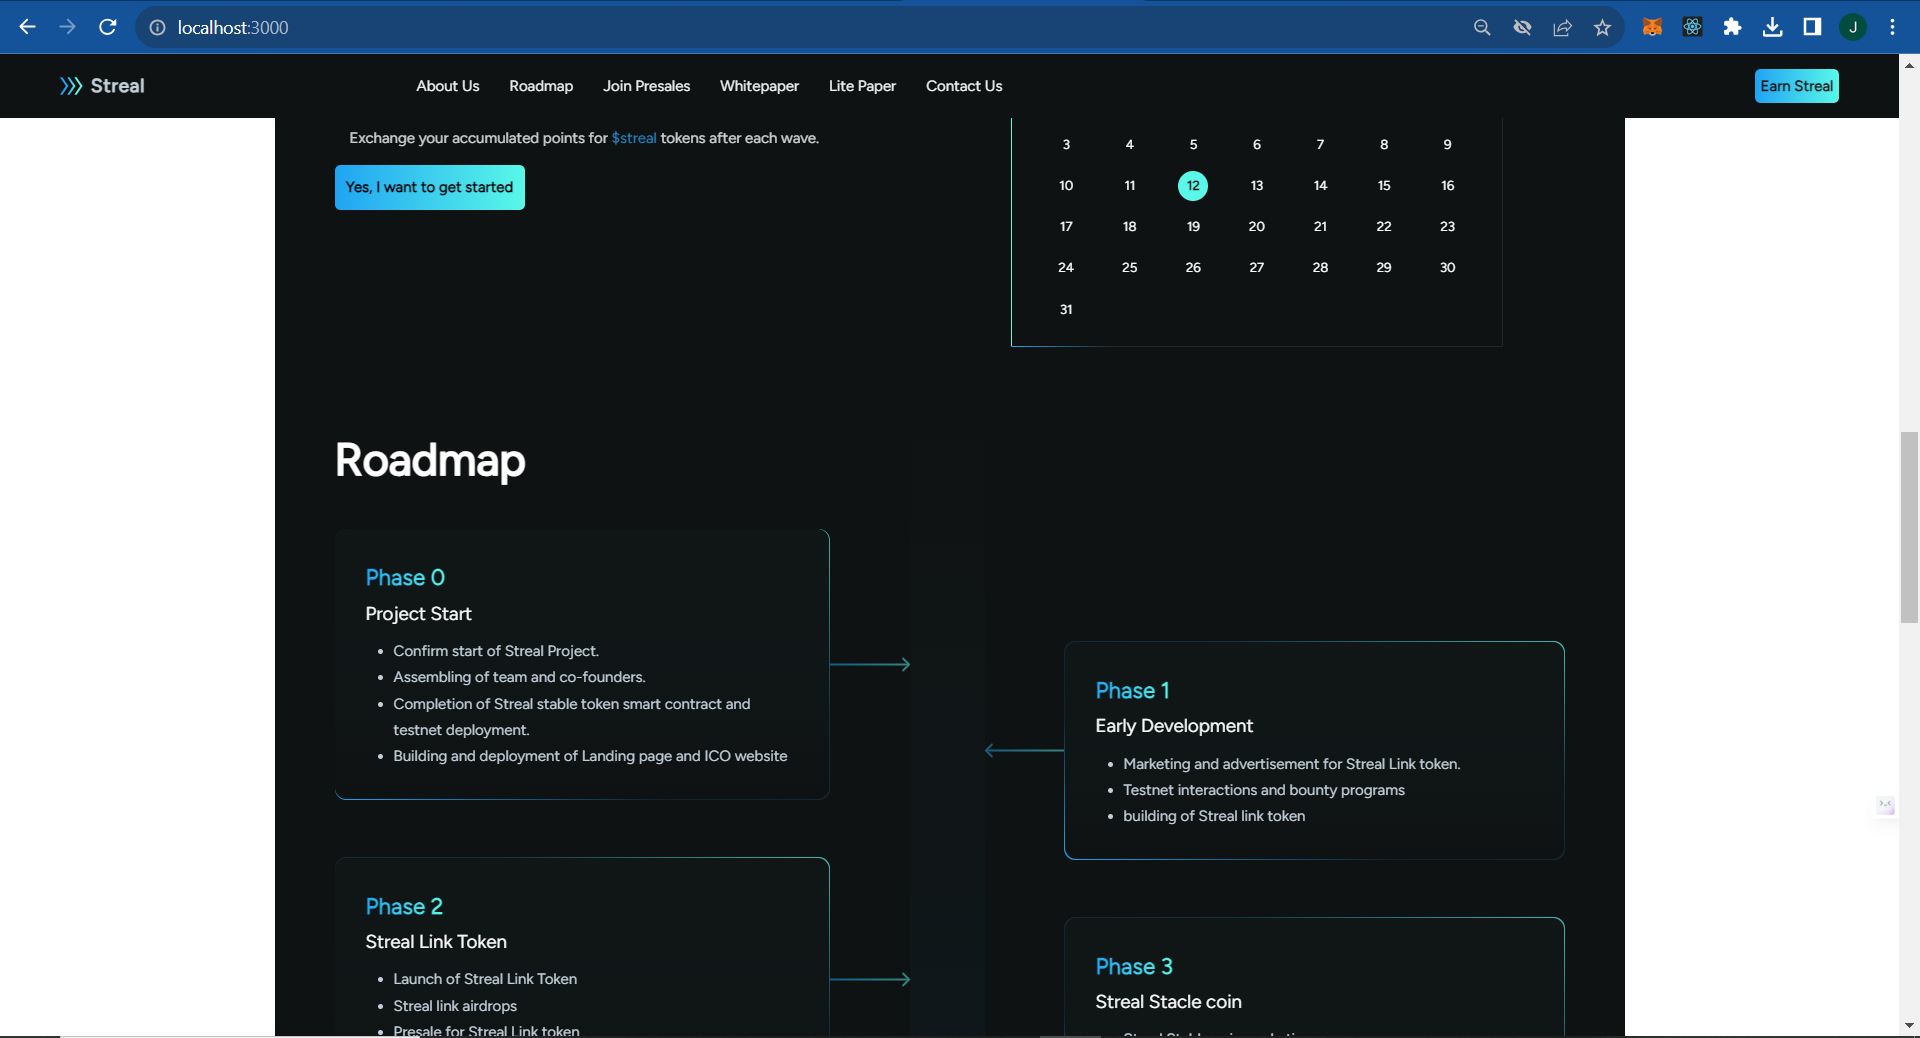 localhost:3000
J
Streal
About Us
Roadmap
Join Presales
Whitepaper
Lite Paper
Contact Us
Earn Streal
Exchange your accumulated points for $streal tokens after each wave.
Yes, I want to get started
3 4 5 6 7 8 9
10 11 12 13 14 15 16
17 18 19 20 21 22 23
24 25 26 27 28 29 30
31
Roadmap
Phase 0
Project Start
• Confirm start of Streal Project.
• Assembling of team and co-founders.
• Completion of Streal stable token smart contract and
testnet deployment.
• Building and deployment of Landing page and ICO website
Phase 1
Early Development
• Marketing and advertisement for Streal Link token.
• Testnet interactions and bounty programs
• building of Streal link token
Phase 2
Streal Link Token
• Launch of Streal Link Token
• Streal link airdrops
• Presale for Streal Link token
Phase 3
Streal Stacle coin